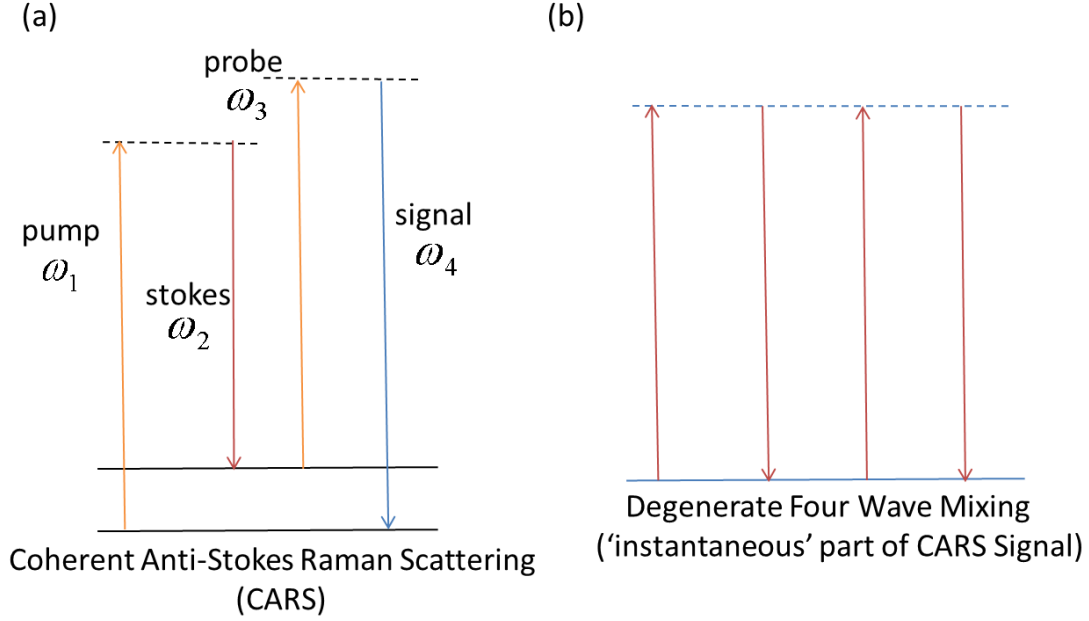 (a)
probe
ω3
pump
ω1
stokes
ω2
signal
ω4
Coherent Anti-Stokes Raman Scattering
(CARS)
(b)
Degenerate Four Wave Mixing
(‘instantaneous’ part of CARS Signal)